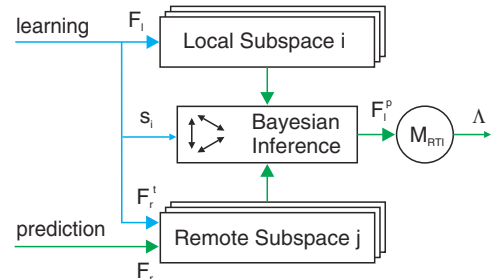 learning
F_l
Local Subspace i
s_i
Bayesian
Inference
F_l^p
M_RTI
Λ
F_r^t
prediction
Remote Subspace j
F_r